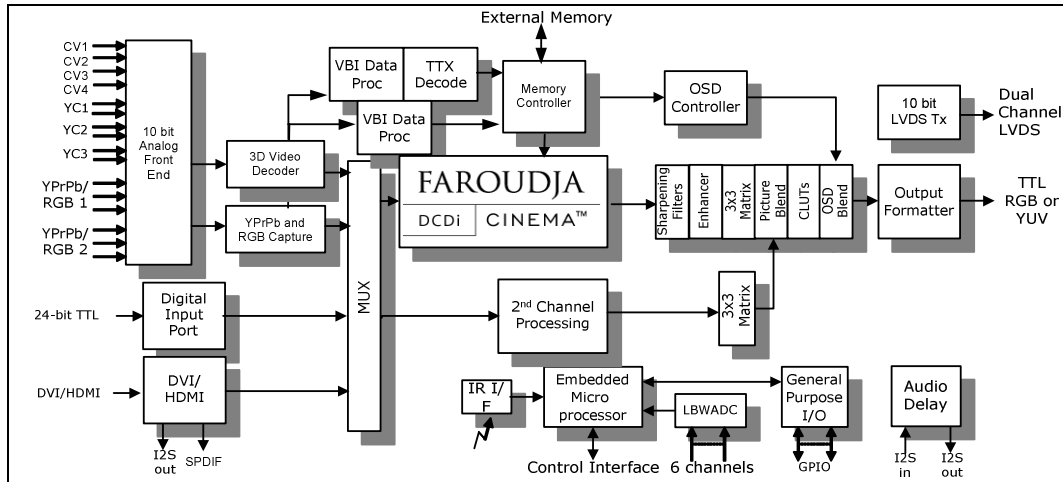 External Memory
CV1
CV2
CV3
CV4
YC1
YC2
YC3
YPrPb/
RGB 1
YPrPb/
RGB 2
10 bit
Analog
Front
End
3D Video
Decoder
YPrPb and
RGB Capture
VBI Data
Proc
TTX
Decode
VBI Data
Proc
Memory
Controller
OSD
Controller
10 bit
LVDS Tx
Dual
Channel
LVDS
FAROUDJA
DCDi
CINEMA™
Sharpening
Filters
Enhancer
3x3
Matrix
Picture
Blend
CLUTs
OSD
Blend
Output
Formatter
TTL
RGB or
YUV
MUX
24-bit TTL
Digital
Input
Port
2nd Channel
Processing
3x3
Matrix
DVI/HDMI
DVI/
HDMI
I2S
out
SPDIF
IR I/
F
Embedded
Micro
processor
LBWADC
General
Purpose
I/O
Audio
Delay
Control Interface
6 channels
GPIO
I2S
in
I2S
out